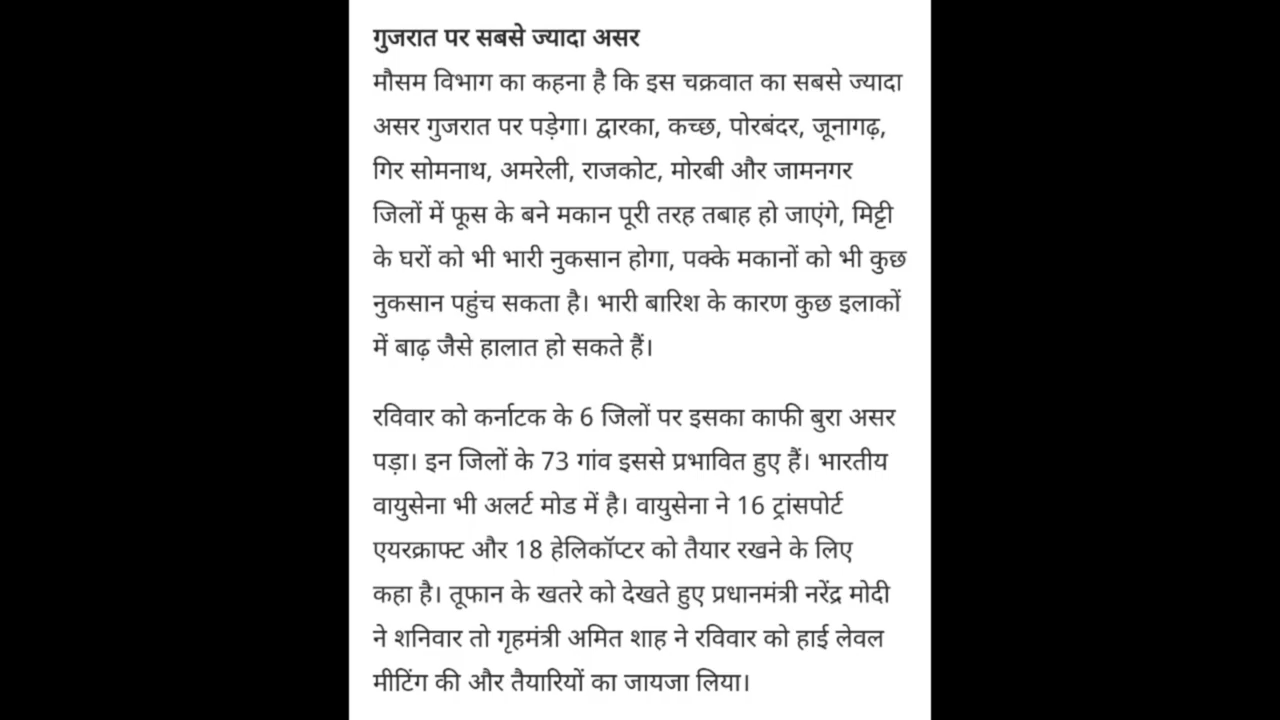 गुजरात पर सबसे ज्यादा असर
मौसम विभाग का कहना है कि इस चक्रवात का सबसे ज्यादा
असर गुजरात पर पड़ेगा। द्वारका, कच्छ, पोरबंदर, जूनागढ़,
गिर सोमनाथ, अमरेली, राजकोट, मोरबी और जामनगर
जिलों में फूस के बने मकान पूरी तरह तबाह हो जाएंगे, मिट्टी
के घरों को भी भारी नुकसान होगा, पक्के मकानों को भी कुछ
नुकसान पहुंच सकता है। भारी बारिश के कारण कुछ इलाकों
में बाढ़ जैसे हालात हो सकते हैं।
रविवार को कर्नाटक के 6 जिलों पर इसका काफी बुरा असर
पड़ा। इन जिलों के 73 गांव इससे प्रभावित हुए हैं। भारतीय
वायुसेना भी अलर्ट मोड में है। वायुसेना ने 16 ट्रांसपोर्ट
एयरक्राफ्ट और 18 हेलिकॉप्टर को तैयार रखने के लिए
कहा है। तूफान के खतरे को देखते हुए प्रधानमंत्री नरेंद्र मोदी
ने शनिवार तो गृहमंत्री अमित शाह ने रविवार को हाई लेवल
मीटिंग की और तैयारियों का जायजा लिया।